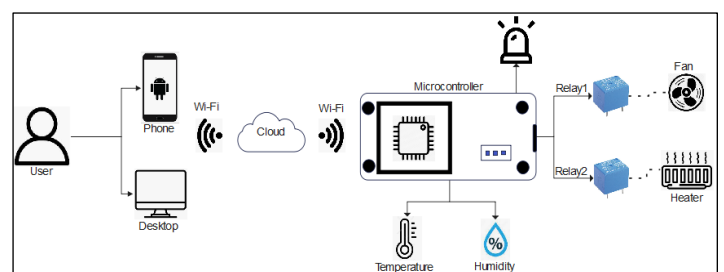 User
Phone
Desktop
Wi-Fi
Cloud
Wi-Fi
Microcontroller
Relay1
Fan
Relay2
Heater
Temperature
%
Humidity